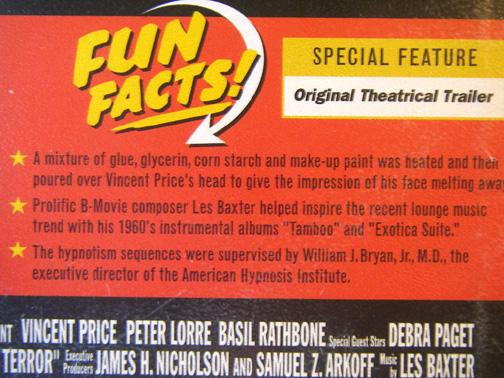 FUN
FACTS!
SPECIAL FEATURE
Original Theatrical Trailer
A mixture of glue, glycerin, corn starch and make-up paint was heated and then
poured over Vincent Price's head to give the impression of his face melting awa
Prolific B-Movie composer Les Baxter helped inspire the recent lounge music
trend with his 1960's instrumental albums "Tamboo" and "Exotica Suite."
The hypnotism sequences were supervised by William J. Bryan, Jr., M.D., the
executive director of the American Hypnosis Institute.
NT VINCENT PRICE PETER LORRE BASIL RATHBONE Special Guest Stars DEBRA PAGET
TERROR" Executive Producers JAMES H. NICHOLSON AND SAMUEL Z. ARKOFF Music by LES BAXTER